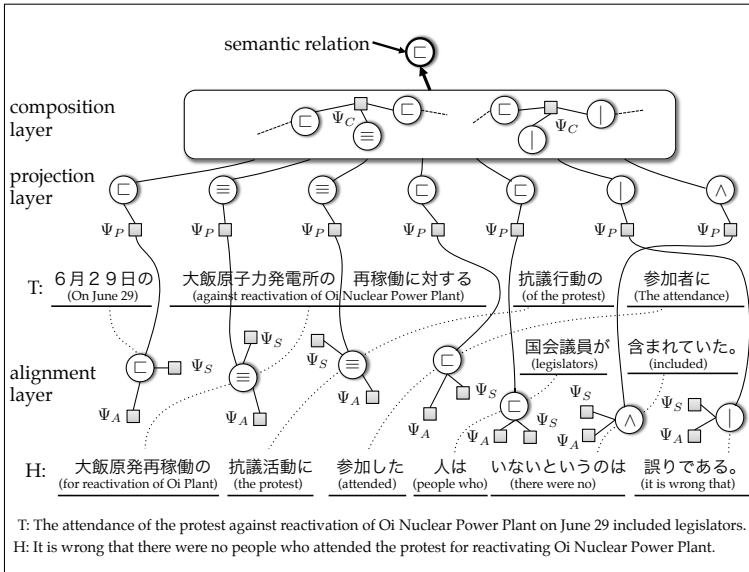 semantic relation
⊏
composition layer
⊏ Ψ_C ≡ ⊏ ⊏ | Ψ_C |
projection layer
⊏ ≡ ≡ ⊏ ⊏ | ∧
Ψ_P Ψ_P Ψ_P Ψ_P Ψ_P Ψ_P Ψ_P
T: 6月29日の 大飯原子力発電所の 再稼働に対する 抗議行動の 参加者に
(On June 29) (against reactivation of Oi Nuclear Power Plant) (of the protest) (The attendance)
国会議員が 含まれていた。
(legislators) (included)
alignment layer
⊏ Ψ_S Ψ_A ≡ Ψ_S Ψ_A Ψ_S ≡ Ψ_A ⊏ Ψ_S Ψ_A ⊏ Ψ_A Ψ_S Ψ_S Ψ_A ∧ Ψ_S Ψ_A |
H: 大飯原発再稼働の 抗議活動に 参加した 人は いないというのは 誤りである。
(for reactivation of Oi Plant) (the protest) (attended) (people who) (there were no) (it is wrong that)
T: The attendance of the protest against reactivation of Oi Nuclear Power Plant on June 29 included legislators.
H: It is wrong that there were no people who attended the protest for reactivating Oi Nuclear Power Plant.